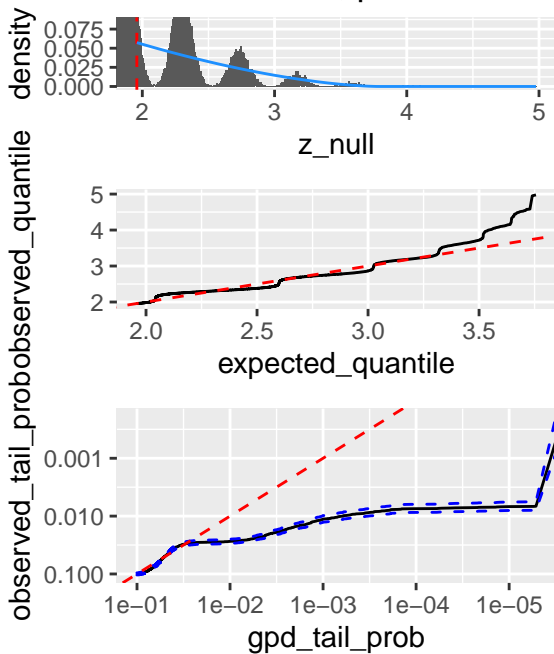 density
0.075
0.050
0.025
0.000
2
3
4
5
z_null
observed_quantile
5
4
3
2
2.0
2.5
3.0
3.5
expected_quantile
observed_tail_prob
0.001
0.010
0.100
1e−01
1e−02
1e−03
1e−04
1e−05
gpd_tail_prob